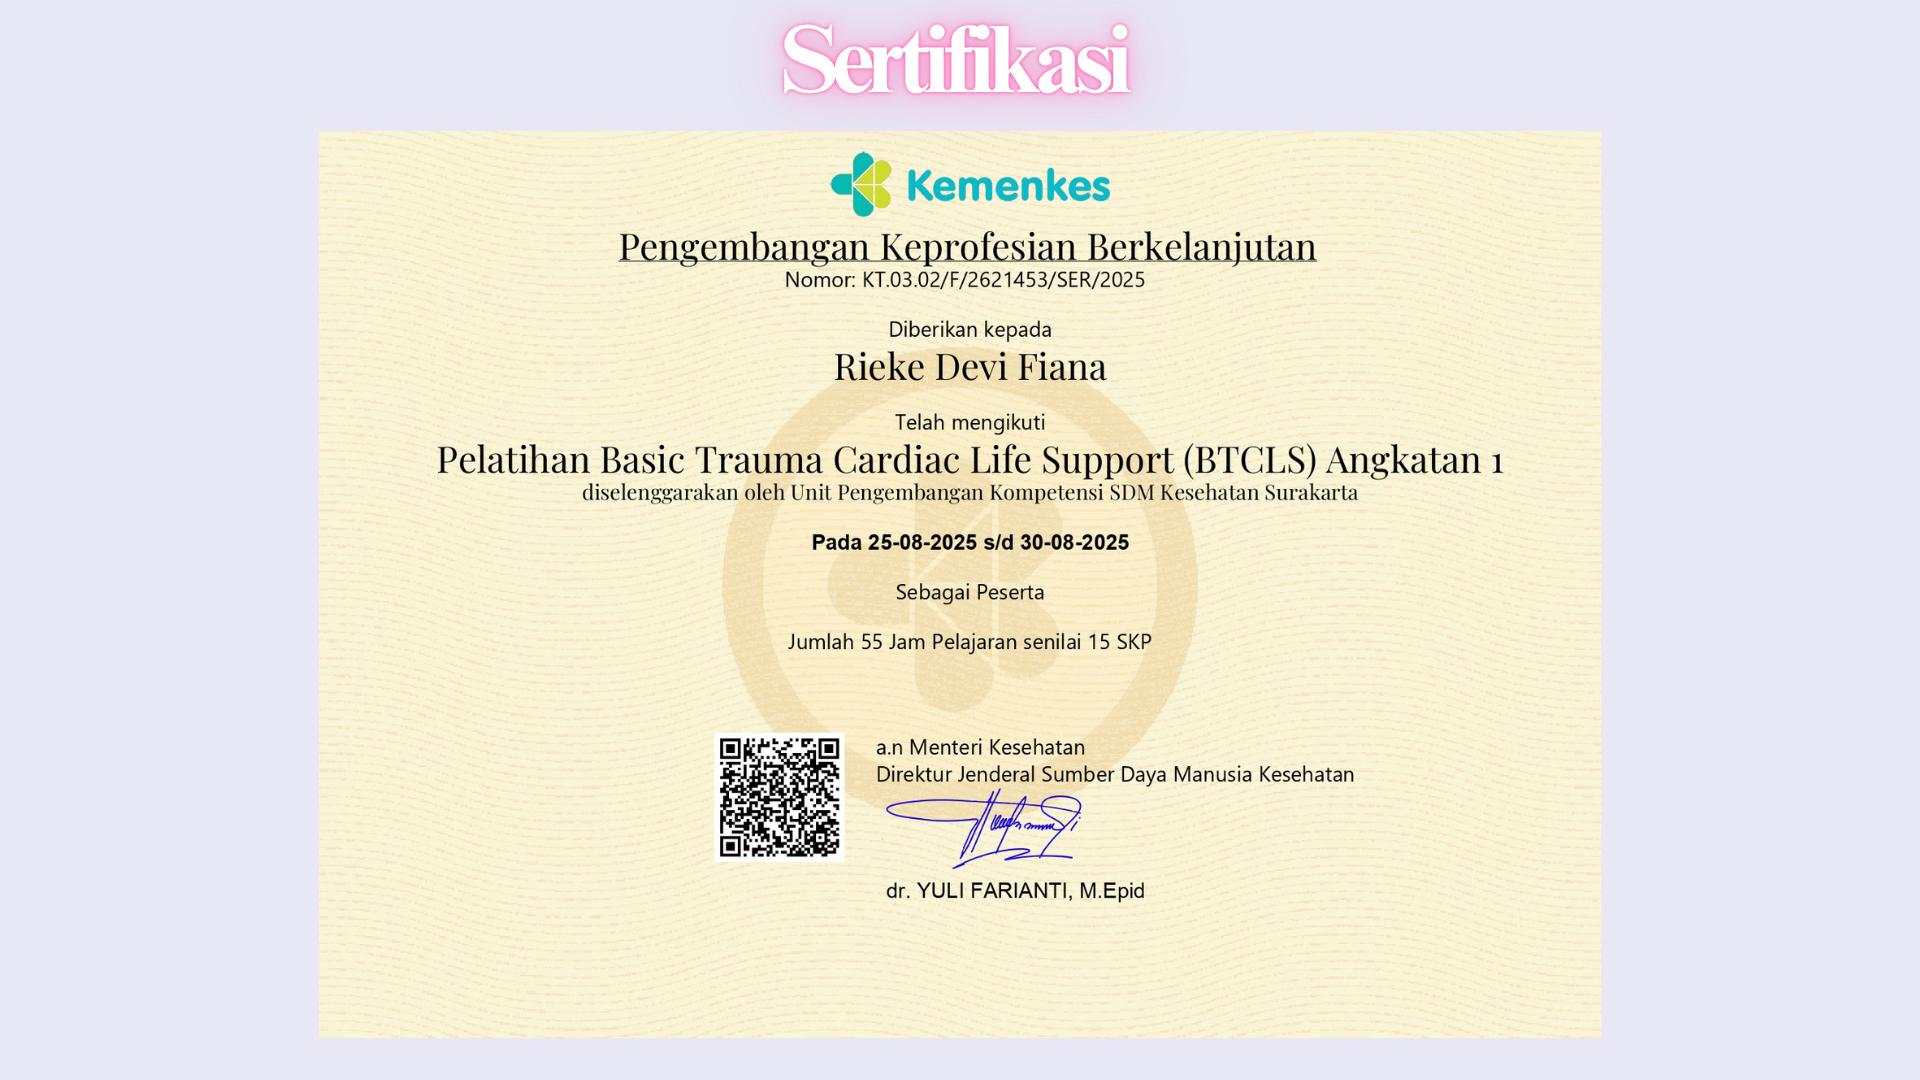 Sertifikasi
Kemenkes
Pengembangan Keprofesian Berkelanjutan
Nomor: KT.03.02/F/2621453/SER/2025
Diberikan kepada
Rieke Devi Fiana
Telah mengikuti
Pelatihan Basic Trauma Cardiac Life Support (BTCLS) Angkatan 1
diselenggarakan oleh Unit Pengembangan Kompetensi SDM Kesehatan Surakarta
Pada 25-08-2025 s/d 30-08-2025
Sebagai Peserta
Jumlah 55 Jam Pelajaran senilai 15 SKP
a.n Menteri Kesehatan
Direktur Jenderal Sumber Daya Manusia Kesehatan
dr. YULI FARIANTI, M.Epid